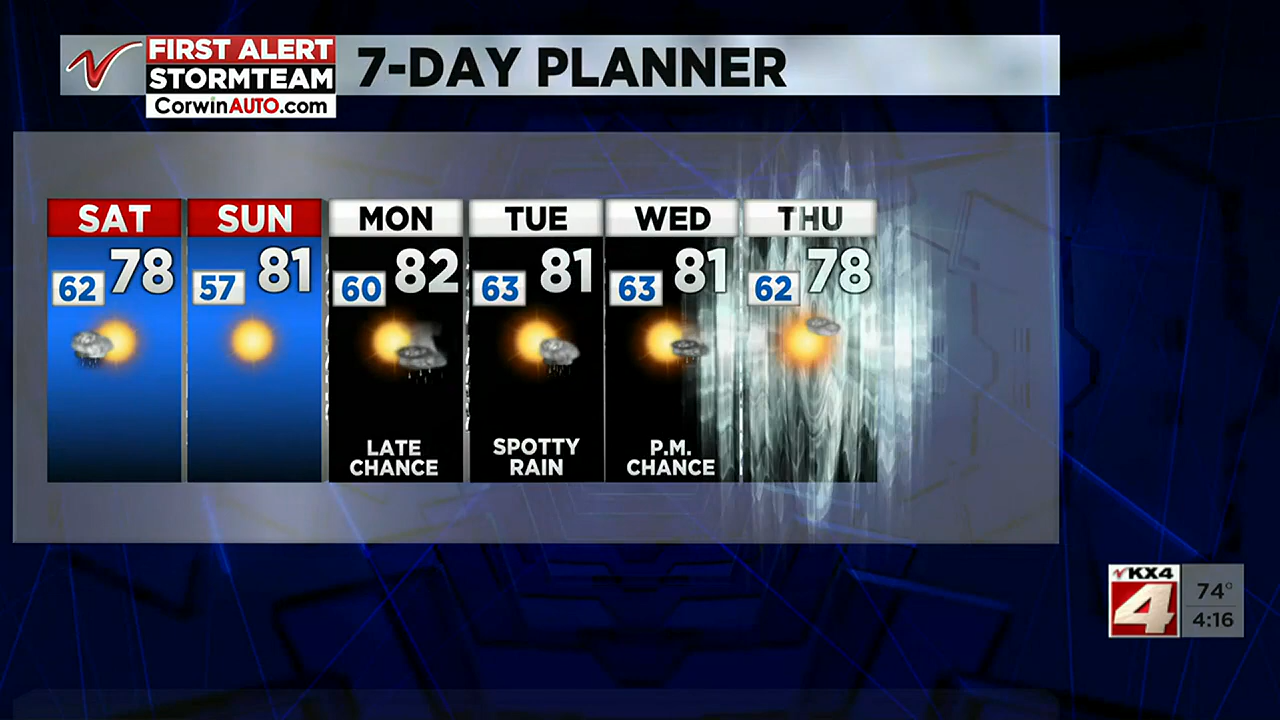 FIRST ALERT
STORMTEAM
CorwinAUTO.com
7-DAY PLANNER
SAT SUN MON TUE WED THU
62 78 57 81 60 82 63 81 63 81 62 78
LATE CHANCE
SPOTTY RAIN
P.M. CHANCE
KX4
4
74°
4:16